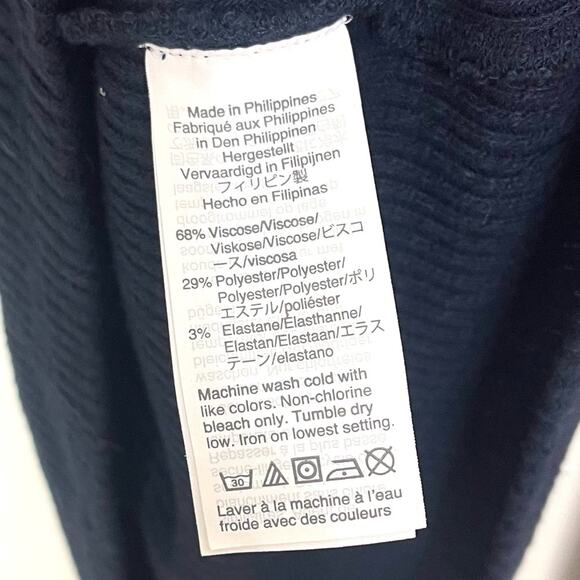 Made in Philippines
Fabriqué aux Philippines
in Den Philippinen
Hergestellt
Vervaardigd in Filipijnen
フィリピン製
Hecho en Filipinas
68% Viscose/Viscose/
Viskose/Viscose/ビスコ
ース/viscosa
29% Polyester/Polyester/
Polyester/Polyester/ポリ
エステル/poliéster
3% Elastane/Elasthanne/
Elastan/Elastaan/エラス
テーン/elastano
Machine wash cold with
like colors. Non-chlorine
bleach only. Tumble dry
low. Iron on lowest setting.
30
Laver à la machine à l'eau
froide avec des couleurs